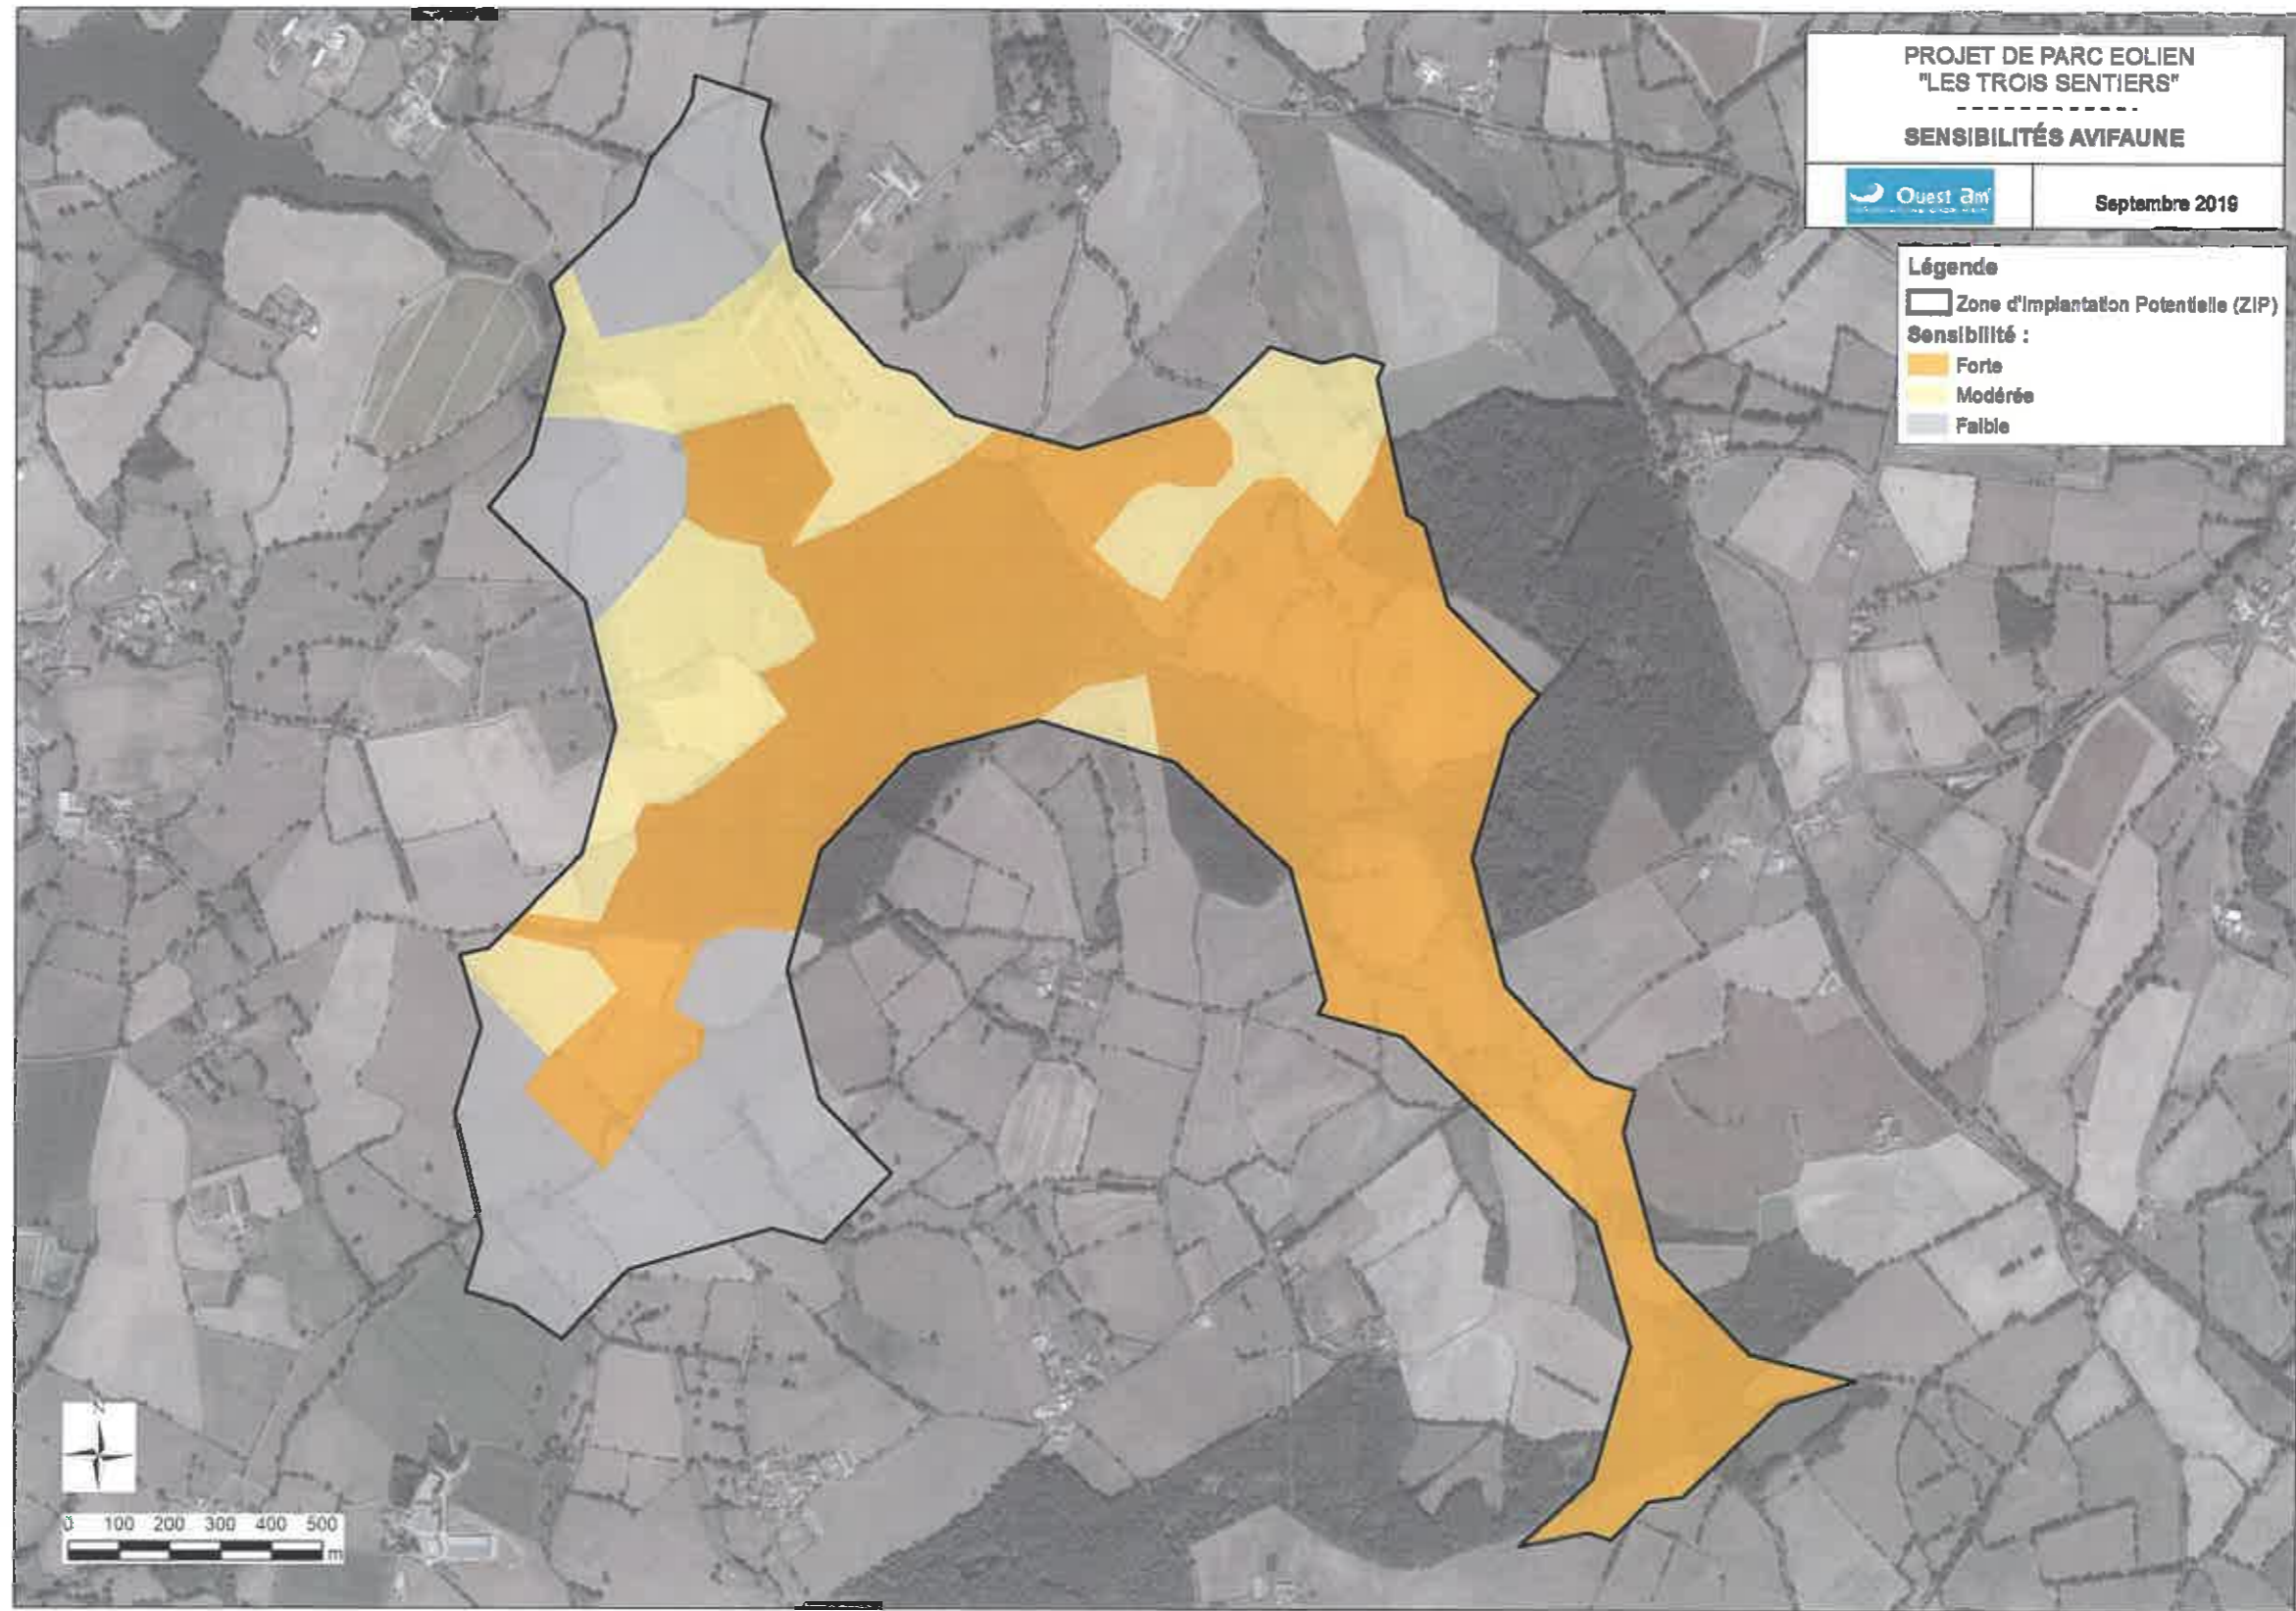 PROJET DE PARC EOLIEN
"LES TROIS SENTIERS"
SENSIBILITÉS AVIFAUNE
Ouest am'
Septembre 2019
Légende
Zone d'Implantation Potentielle (ZIP)
Sensibilité :
Forte
Modérée
Faible
N
0 100 200 300 400 500
m